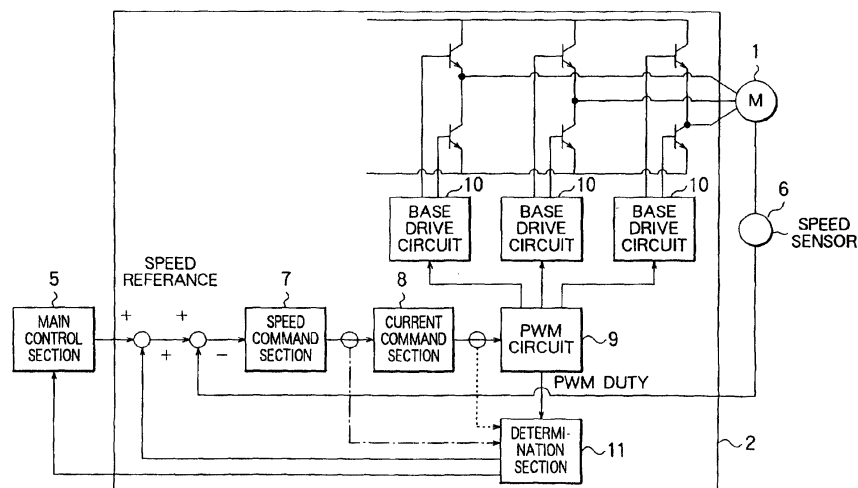 1
M
10
10
10
6
BASE
DRIVE
CIRCUIT
BASE
DRIVE
CIRCUIT
BASE
DRIVE
CIRCUIT
SPEED
SENSOR
SPEED
REFERANCE
5
7
8
MAIN
CONTROL
SECTION
+
+
+
−
SPEED
COMMAND
SECTION
CURRENT
COMMAND
SECTION
PWM
CIRCUIT
9
PWM DUTY
DETERMI-
NATION
SECTION
11
2